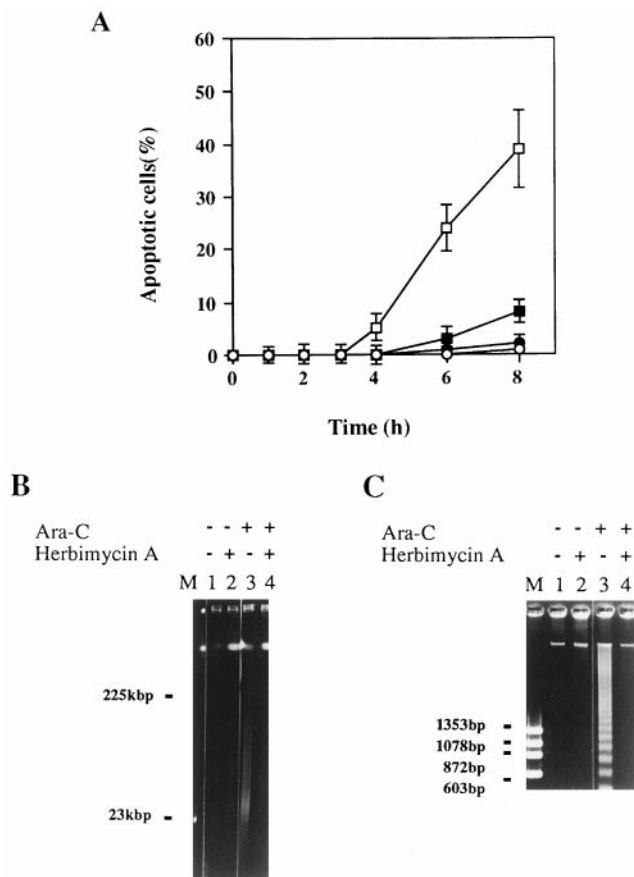 A
60
50
40
30
20
10
0
Apoptotic cells(%)
0 2 4 6 8
Time (h)
B
Ara-C - - + +
Herbimycin A - + - +
M 1 2 3 4
225kbp
23kbp
C
Ara-C - - + +
Herbimycin A - + - +
M 1 2 3 4
1353bp
1078bp
872bp
603bp